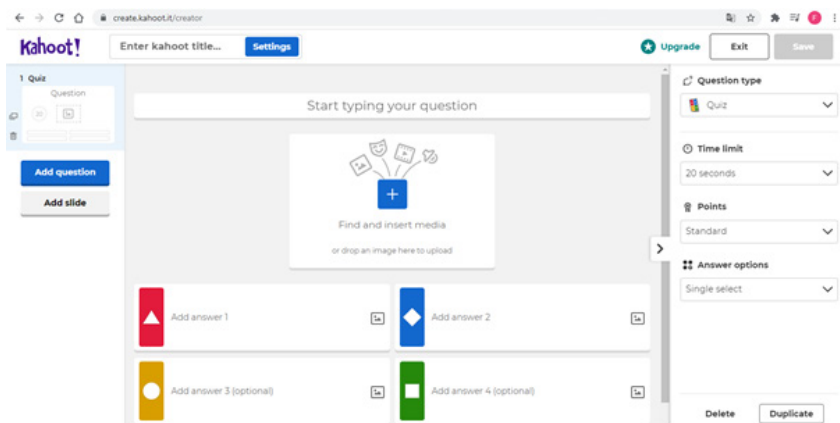 create.kahoot.it/creator
F
Kahoot!
Enter kahoot title...
Settings
Upgrade
Exit
Save
1 Quiz
Question
20
Add question
Add slide
Start typing your question
Find and insert media
or drop an image here to upload
Add answer 1
Add answer 2
Add answer 3 (optional)
Add answer 4 (optional)
Question type
Quiz
Time limit
20 seconds
Points
Standard
Answer options
Single select
Delete
Duplicate